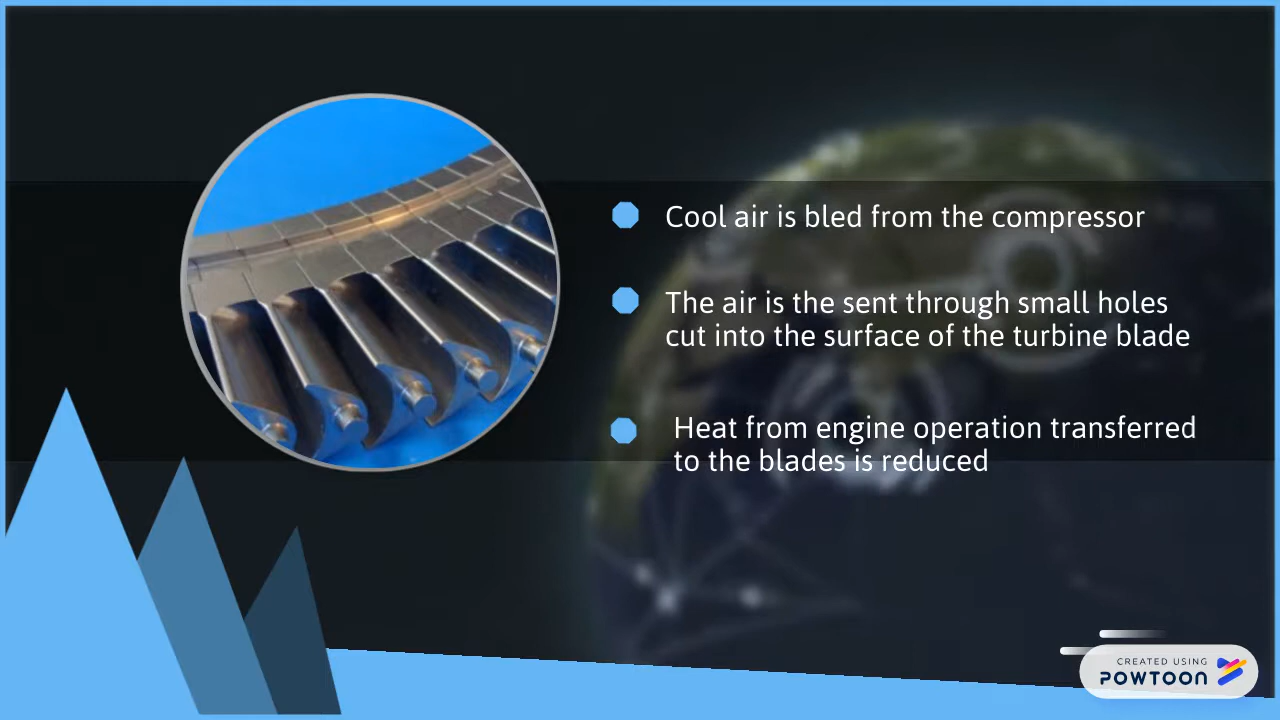 Cool air is bled from the compressor
The air is the sent through small holes
cut into the surface of the turbine blade
Heat from engine operation transferred
to the blades is reduced
CREATED USING
POWTOON